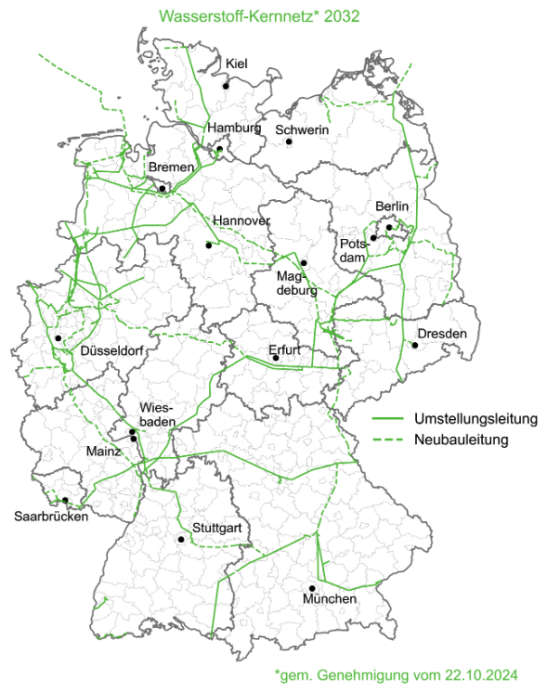 Wasserstoff-Kernnetz* 2032
Kiel
Hamburg
Schwerin
Bremen
Berlin
Hannover
Pots-
dam
Mag-
deburg
Düsseldorf
Erfurt
Dresden
Wies-
baden
Mainz
Umstellungsleitung
Neubauleitung
Saarbrücken
Stuttgart
München
*gem. Genehmigung vom 22.10.2024